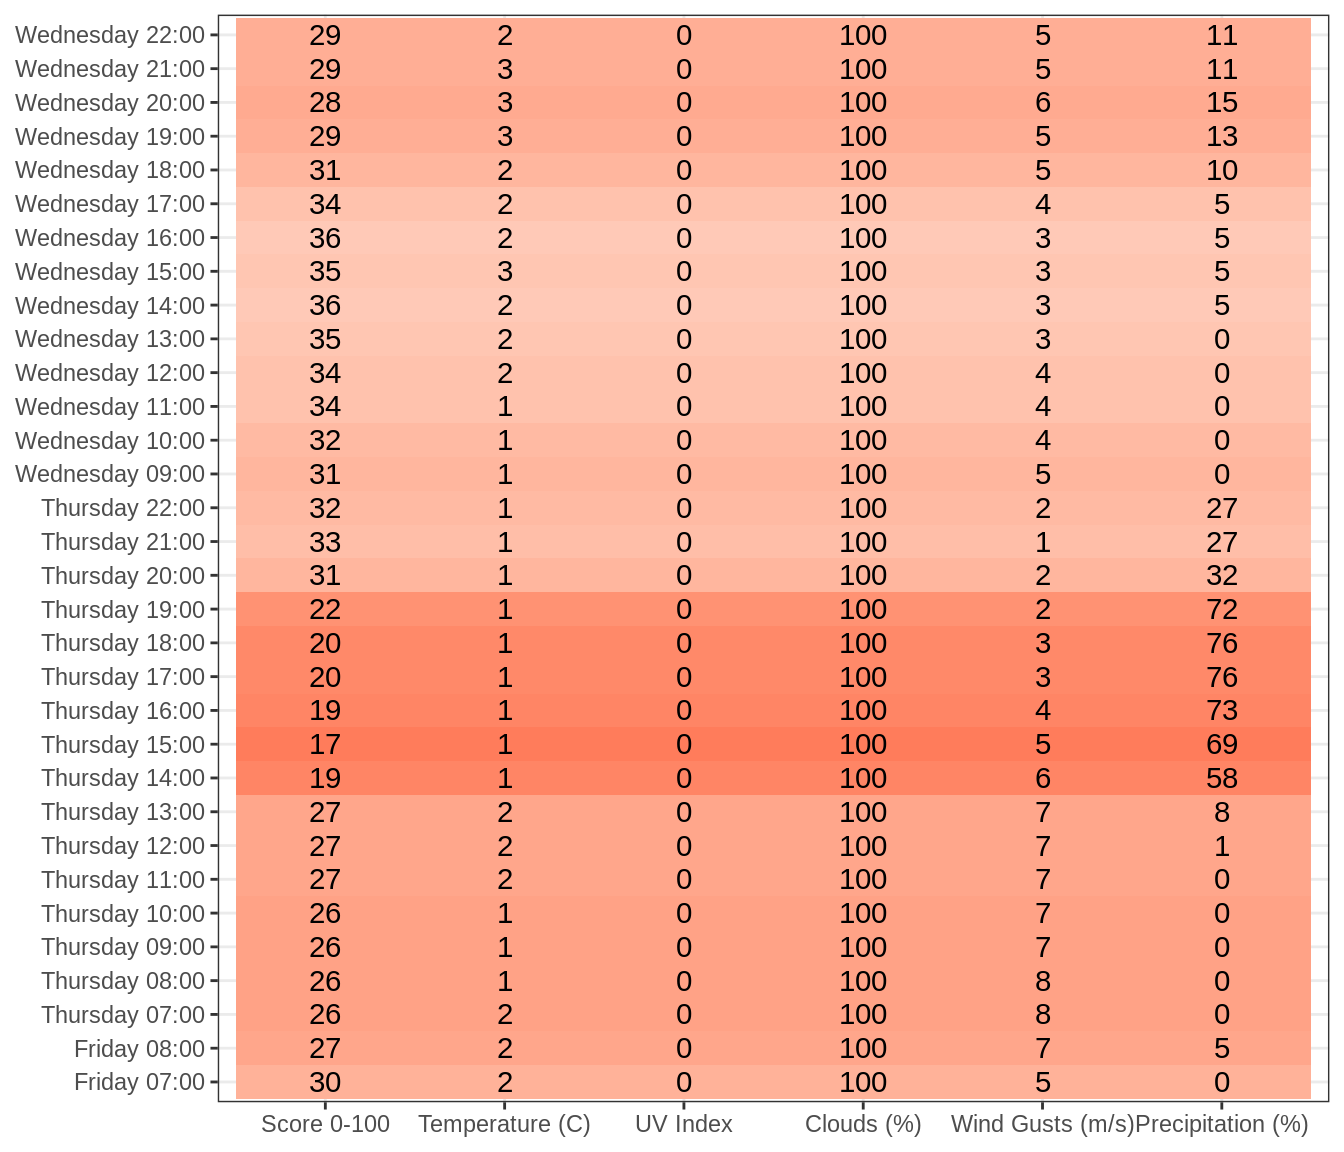 Wednesday 22:00 29 2 0 100 5 11
Wednesday 21:00 29 3 0 100 5 11
Wednesday 20:00 28 3 0 100 6 15
Wednesday 19:00 29 3 0 100 5 13
Wednesday 18:00 31 2 0 100 5 10
Wednesday 17:00 34 2 0 100 4 5
Wednesday 16:00 36 2 0 100 3 5
Wednesday 15:00 35 3 0 100 3 5
Wednesday 14:00 36 2 0 100 3 5
Wednesday 13:00 35 2 0 100 3 0
Wednesday 12:00 34 2 0 100 4 0
Wednesday 11:00 34 1 0 100 4 0
Wednesday 10:00 32 1 0 100 4 0
Wednesday 09:00 31 1 0 100 5 0
Thursday 22:00 32 1 0 100 2 27
Thursday 21:00 33 1 0 100 1 27
Thursday 20:00 31 1 0 100 2 32
Thursday 19:00 22 1 0 100 2 72
Thursday 18:00 20 1 0 100 3 76
Thursday 17:00 20 1 0 100 3 76
Thursday 16:00 19 1 0 100 4 73
Thursday 15:00 17 1 0 100 5 69
Thursday 14:00 19 1 0 100 6 58
Thursday 13:00 27 2 0 100 7 8
Thursday 12:00 27 2 0 100 7 1
Thursday 11:00 27 2 0 100 7 0
Thursday 10:00 26 1 0 100 7 0
Thursday 09:00 26 1 0 100 7 0
Thursday 08:00 26 1 0 100 8 0
Thursday 07:00 26 2 0 100 8 0
Friday 08:00 27 2 0 100 7 5
Friday 07:00 30 2 0 100 5 0
Score 0-100 Temperature (C) UV Index Clouds (%) Wind Gusts (m/s) Precipitation (%)